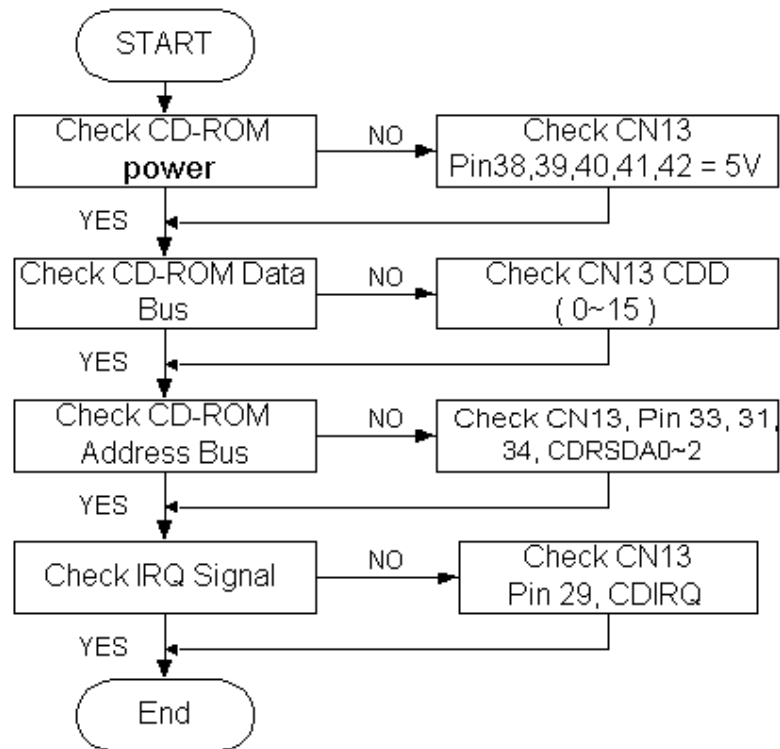 START
Check CD-ROM
power
NO
Check CN13
Pin38,39,40,41,42 = 5V
YES
Check CD-ROM Data
Bus
NO
Check CN13 CDD
( 0~15 )
YES
Check CD-ROM
Address Bus
NO
Check CN13, Pin 33, 31,
34, CDRSDA0~2
YES
Check IRQ Signal
NO
Check CN13
Pin 29, CDIRQ
YES
End